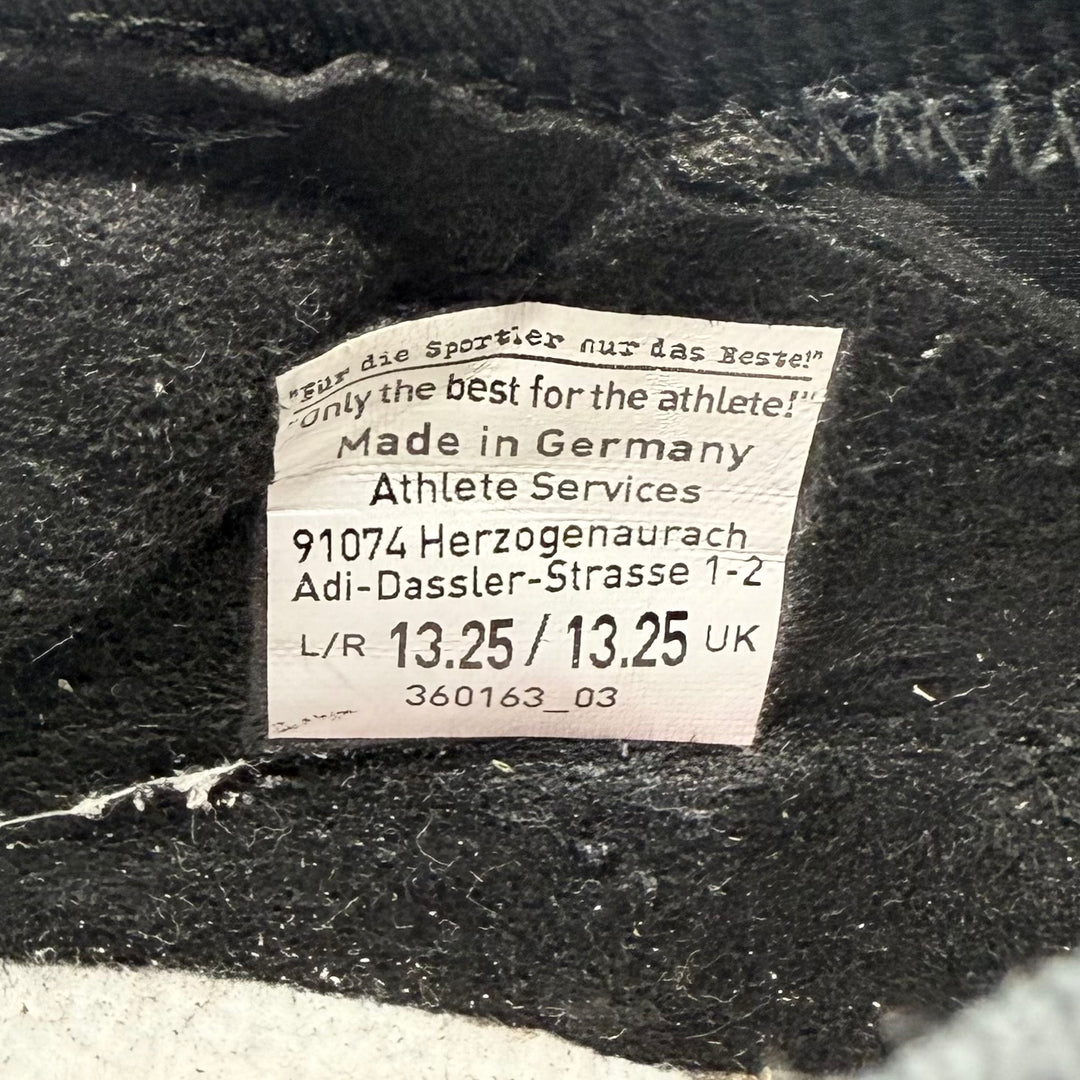 "Für die Sportler nur das Beste!"
"only the best for the athlete!"
Made in Germany
Athlete Services
91074 Herzogenaurach
Adi-Dassler-Strasse 1-2
L/R 13.25 / 13.25 UK
360163_03